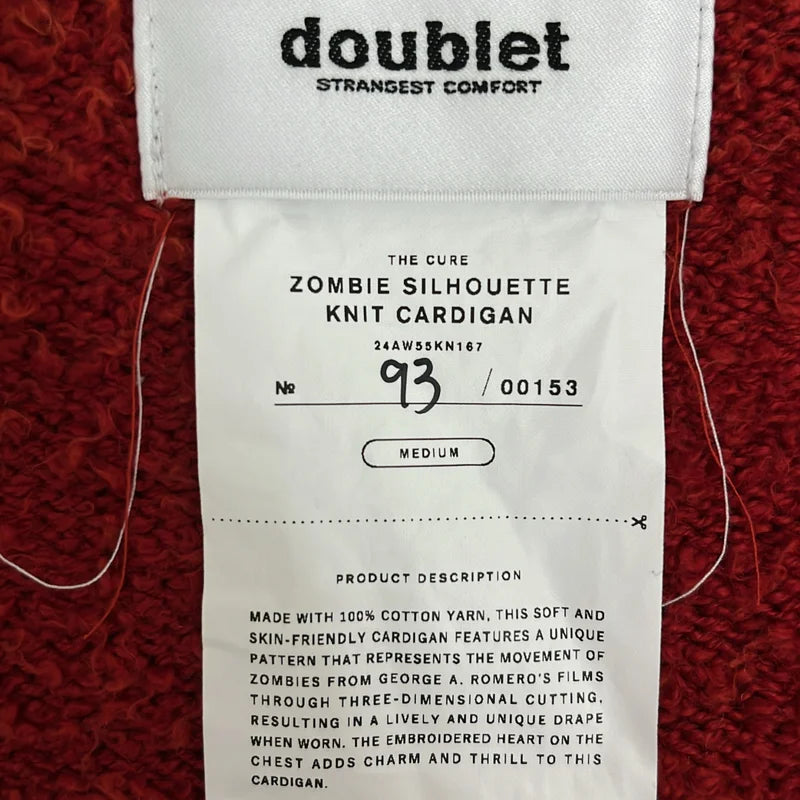 doublet
STRANGEST COMFORT
THE CURE
ZOMBIE SILHOUETTE
KNIT CARDIGAN
24AW55KN167
№ 93 / 00153
MEDIUM
PRODUCT DESCRIPTION
MADE WITH 100% COTTON YARN, THIS SOFT AND
SKIN-FRIENDLY CARDIGAN FEATURES A UNIQUE
PATTERN THAT REPRESENTS THE MOVEMENT OF
ZOMBIES FROM GEORGE A. ROMERO'S FILMS
THROUGH THREE-DIMENSIONAL CUTTING,
RESULTING IN A LIVELY AND UNIQUE DRAPE
WHEN WORN. THE EMBROIDERED HEART ON THE
CHEST ADDS CHARM AND THRILL TO THIS
CARDIGAN.